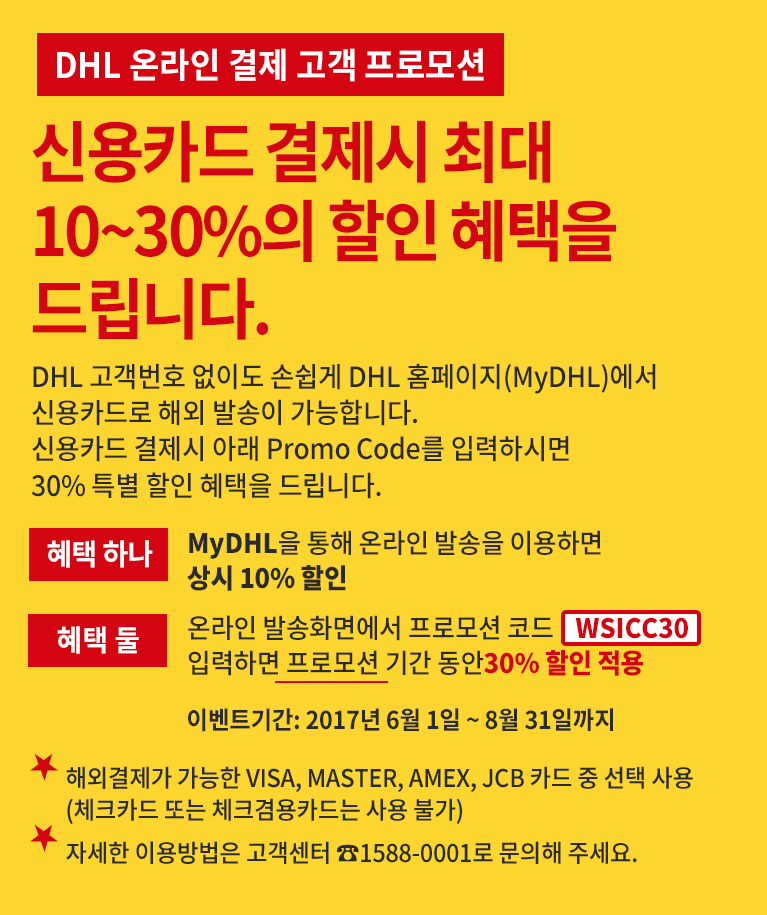 DHL 온라인 결제 고객 프로모션
신용카드 결제시 최대
10~30%의 할인 혜택을
드립니다.
DHL 고객번호 없이도 손쉽게 DHL 홈페이지(MyDHL)에서
신용카드로 해외 발송이 가능합니다.
신용카드 결제시 아래 Promo Code를 입력하시면
30% 특별 할인 혜택을 드립니다.
혜택 하나
MyDHL을 통해 온라인 발송을 이용하면
상시 10% 할인
혜택 둘
온라인 발송화면에서 프로모션 코드 WSICC30
입력하면 프로모션 기간 동안30% 할인 적용
이벤트기간: 2017년 6월 1일 ~ 8월 31일까지
★ 해외결제가 가능한 VISA, MASTER, AMEX, JCB 카드 중 선택 사용
(체크카드 또는 체크겸용카드는 사용 불가)
★ 자세한 이용방법은 고객센터 ☎1588-0001로 문의해 주세요.